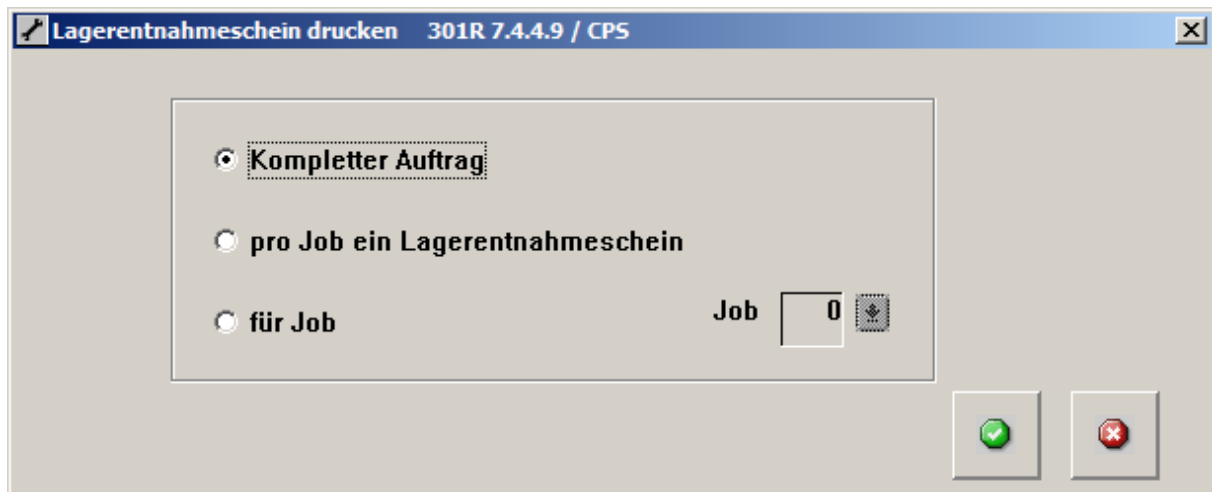 Lagerentnahmeschein drucken 301R 7.4.4.9 / CPS
Kompletter Auftrag
pro Job ein Lagerentnahmeschein
für Job Job 0